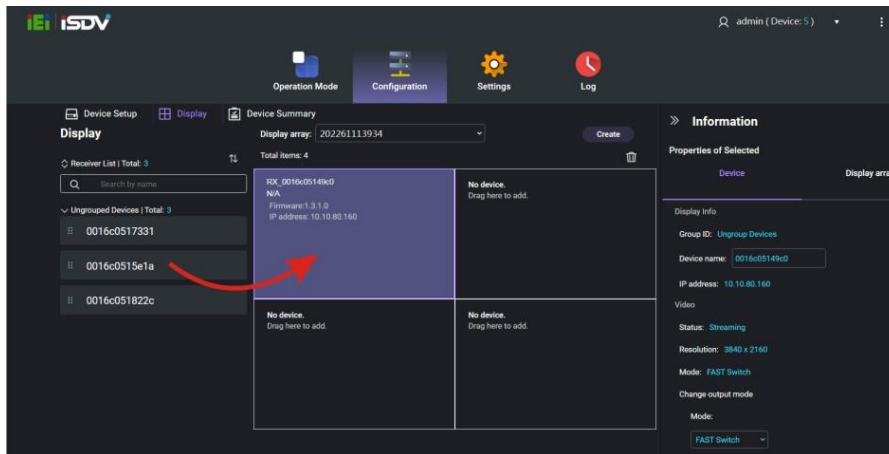 iEi iSDV
admin ( Device: 5 )
Operation Mode
Configuration
Settings
Log
Device Setup
Display
Device Summary
Display
Receiver List | Total: 3
Search by name
Ungrouped Devices | Total: 3
0016c0517331
0016c0515e1a
0016c051822c
Display array: 202261113934
Create
Total items: 4
RX_0016c05149c0
N/A
Firmware:1.3.1.0
IP address: 10.10.80.160
No device.
Drag here to add.
No device.
Drag here to add.
No device.
Drag here to add.
Information
Properties of Selected
Device
Display arra
Display Info
Group ID: Ungroup Devices
Device name: 0016c05149c0
IP address: 10.10.80.160
Video
Status: Streaming
Resolution: 3840 x 2160
Mode: FAST Switch
Change output mode
Mode:
FAST Switch